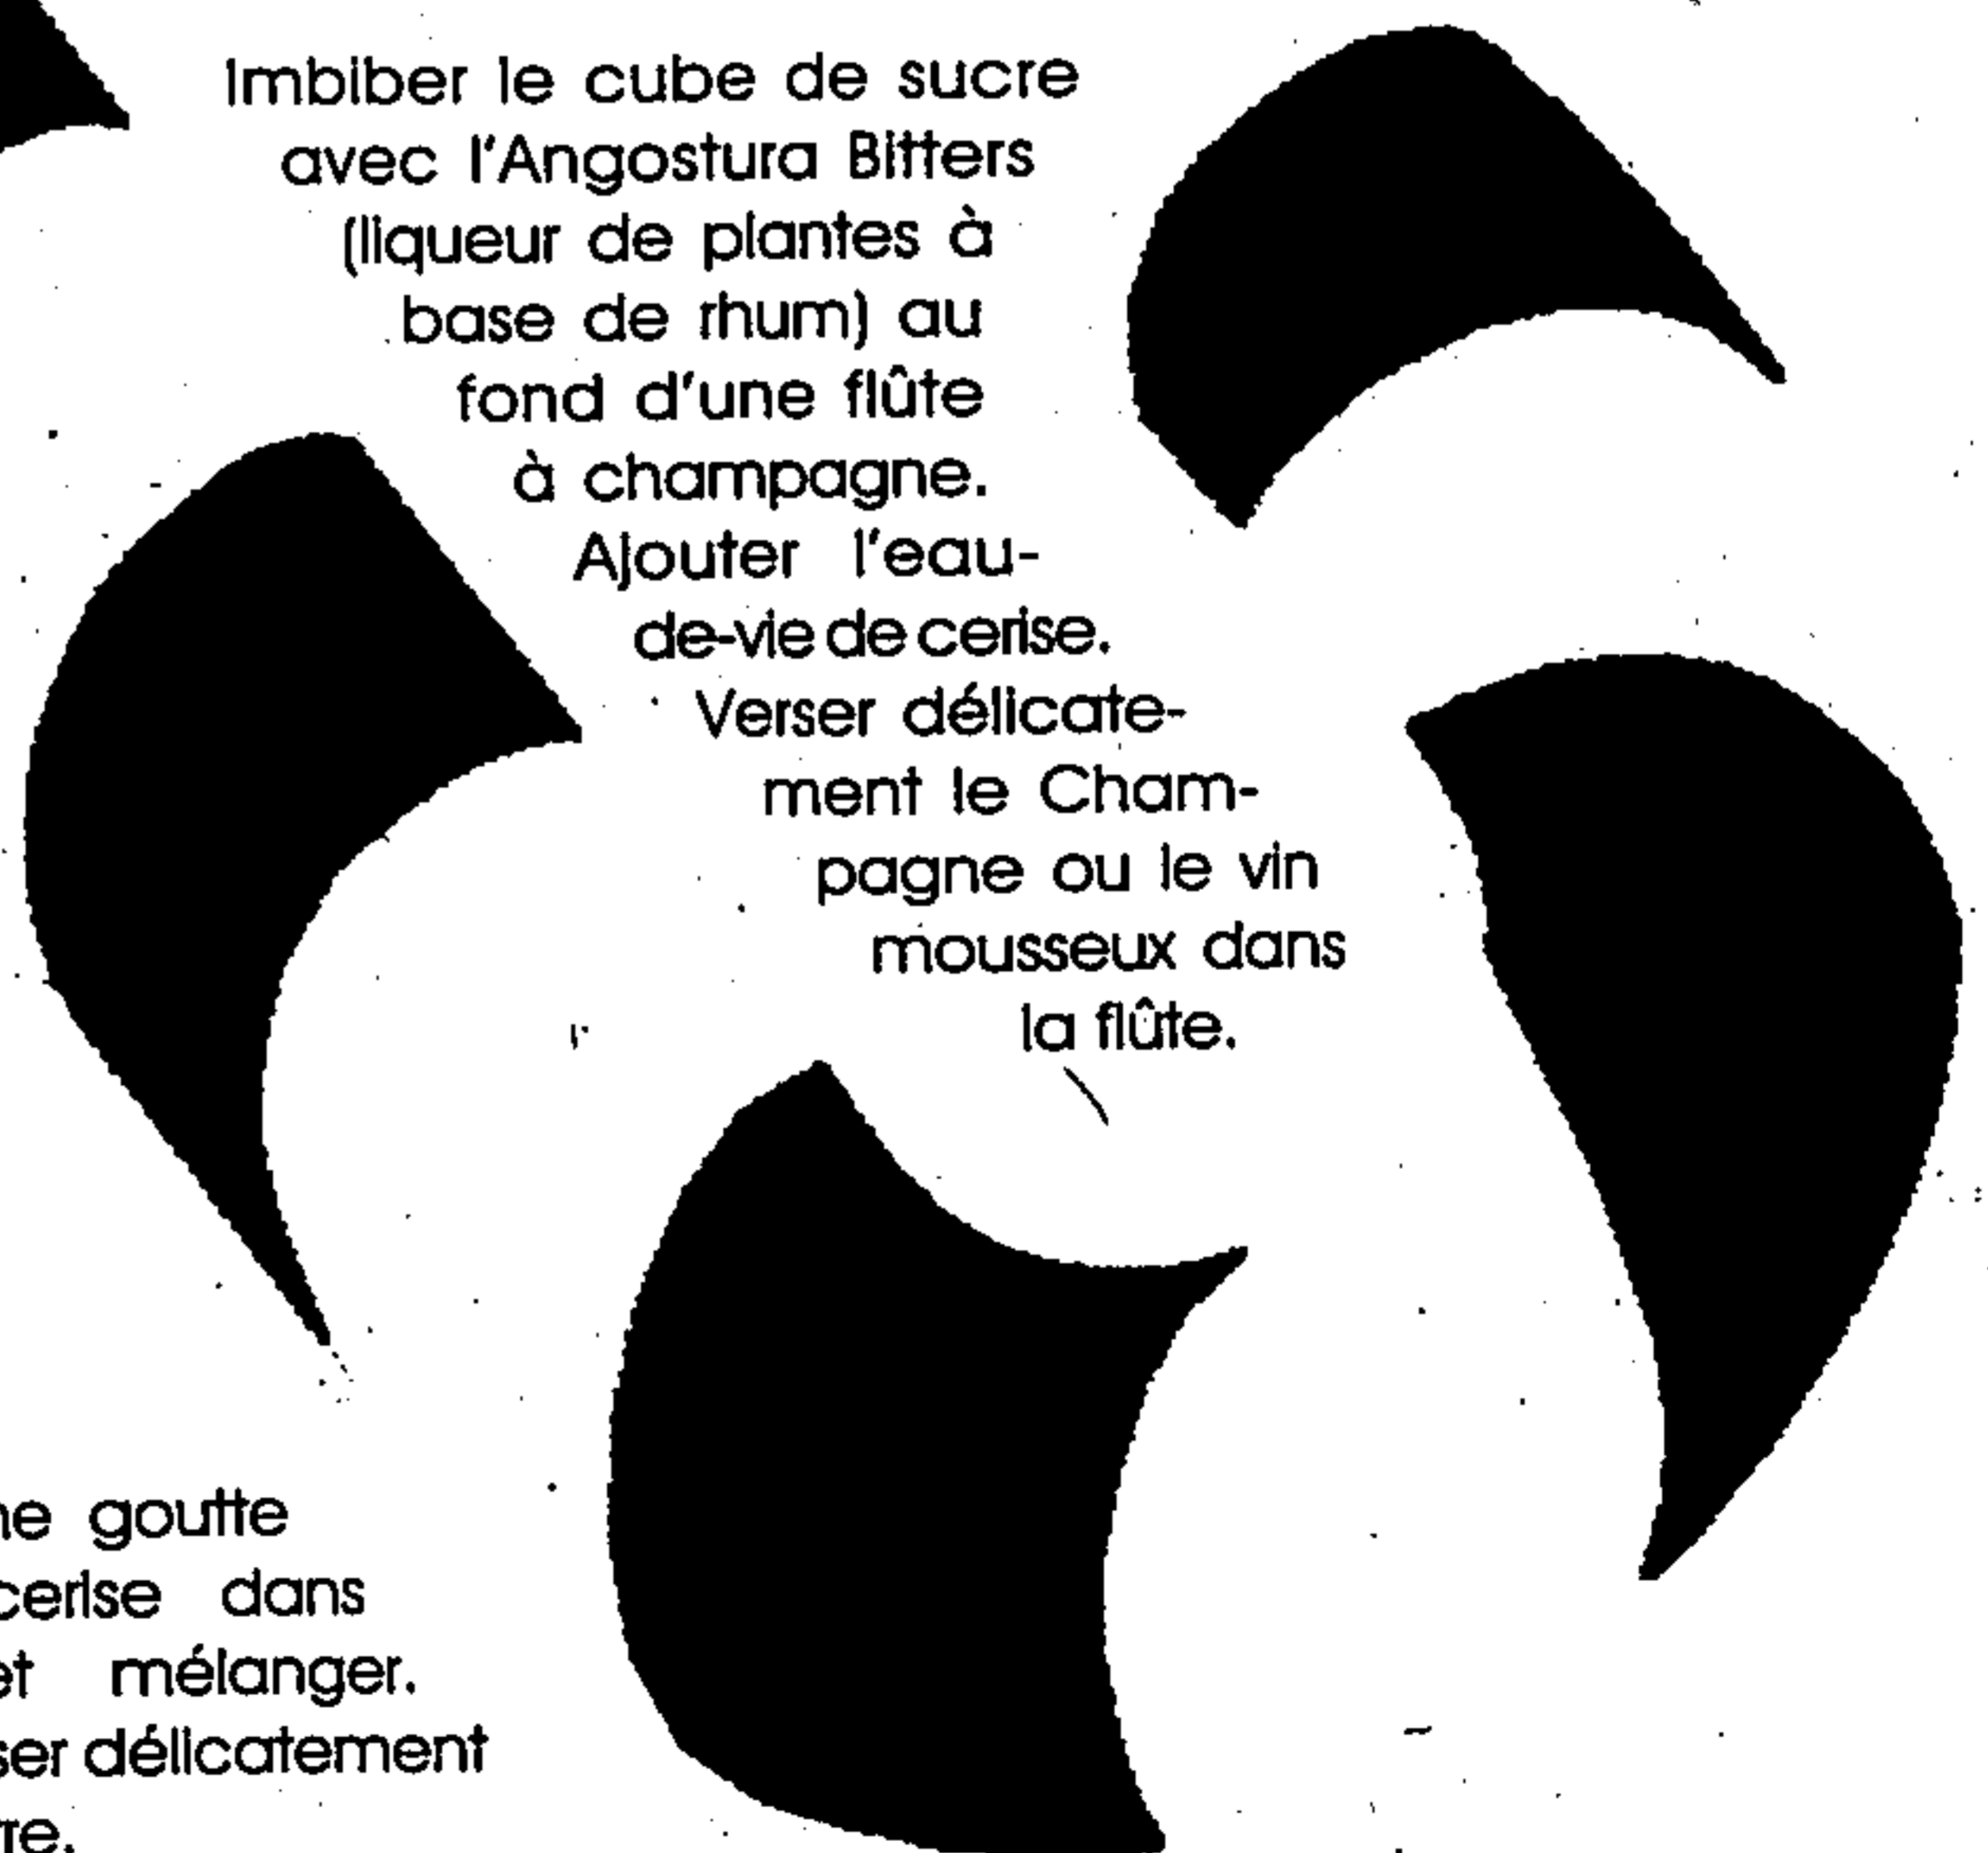 Imbiber le cube de sucre
avec l'Angostura Bitters
(liqueur de plantes à
base de rhum) au
fond d'une flûte
à champagne.
Ajouter l'eau-
de-vie de cerise.
Verser délicate-
ment le Cham-
pagne ou le vin
mousseux dans
la flûte.
goutte
cerise dans
et mélanger.
délicatement